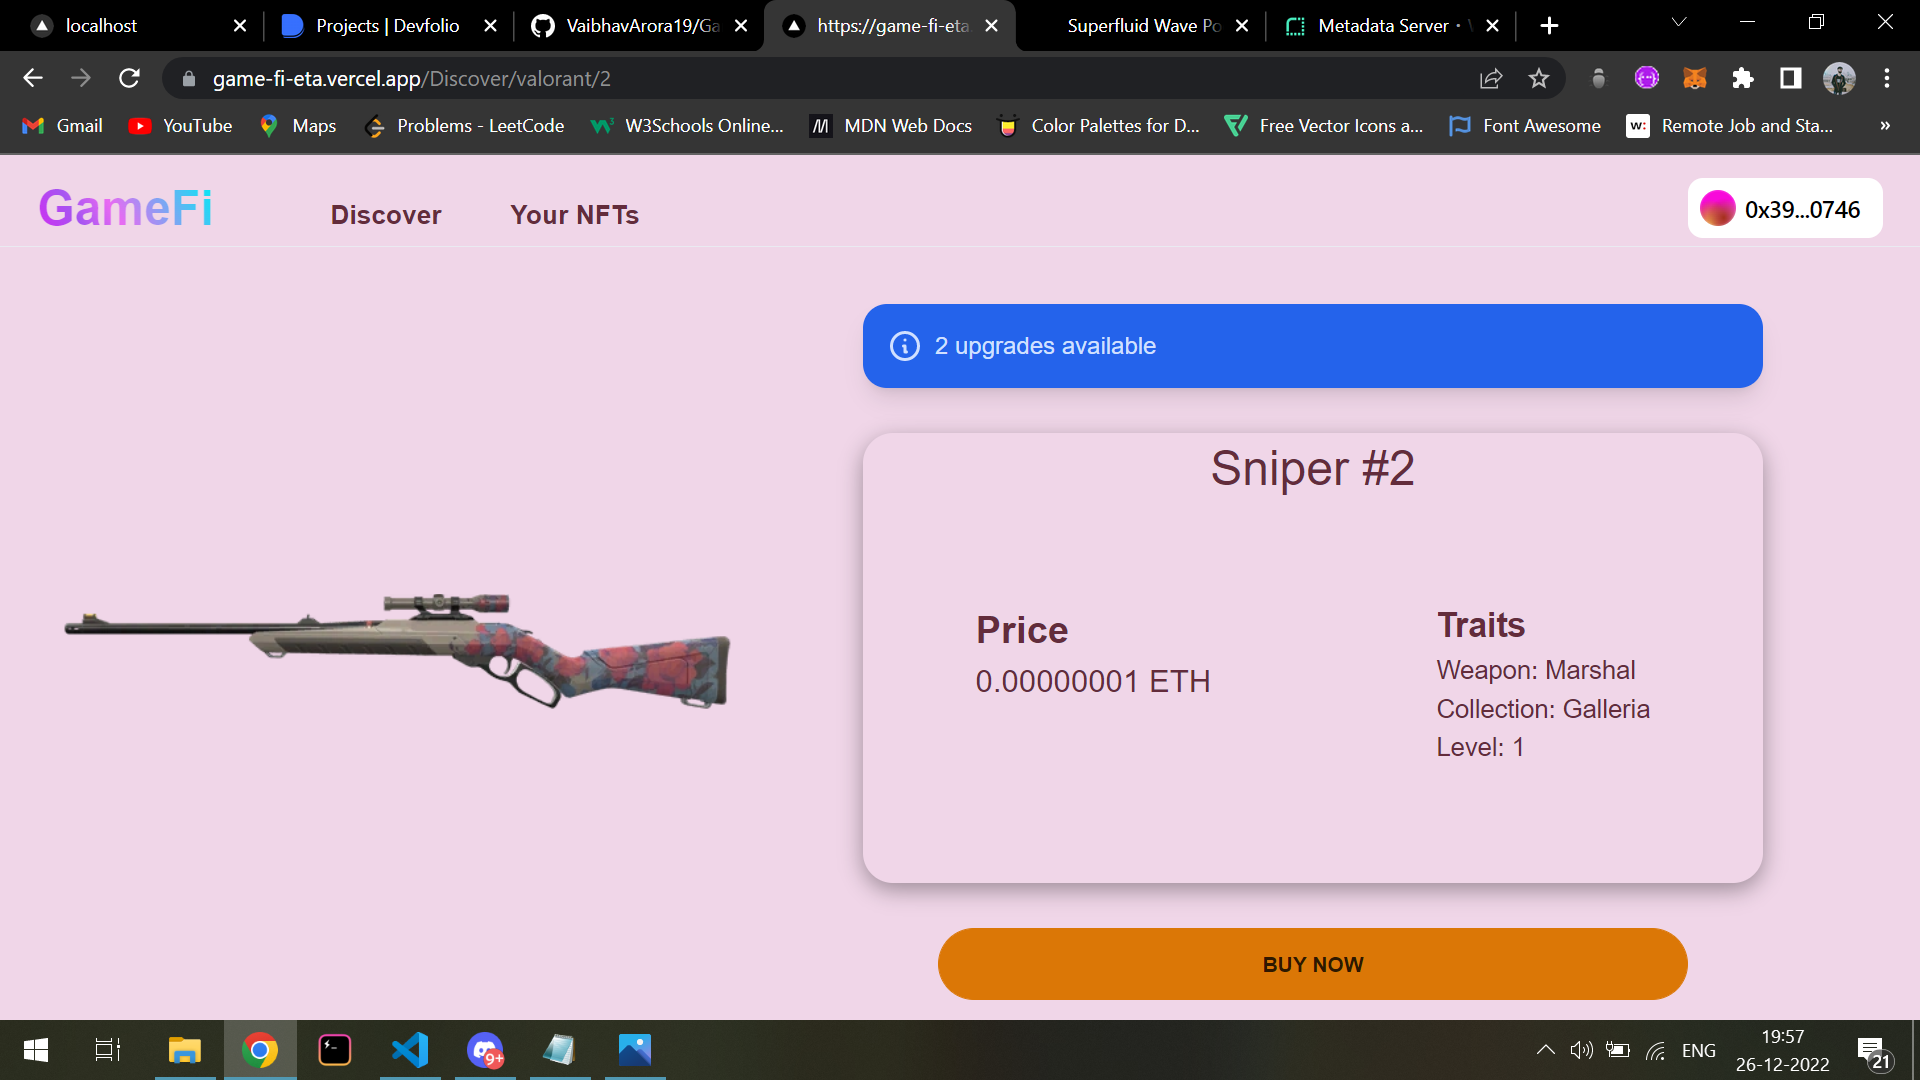 localhost
Projects | Devfolio
VaibhavArora19/Ga
https://game-fi-eta.
Superfluid Wave Po
Metadata Server ·
game-fi-eta.vercel.app/Discover/valorant/2
Gmail
YouTube
Maps
Problems - LeetCode
W3Schools Online...
MDN Web Docs
Color Palettes for D...
Free Vector Icons a...
Font Awesome
w:
Remote Job and Sta...
»
GameFi
Discover
Your NFTs
0x39...0746
2 upgrades available
Sniper #2
Price
0.00000001 ETH
Traits
Weapon: Marshal
Collection: Galleria
Level: 1
BUY NOW
9+
ENG
19:57
26-12-2022
21